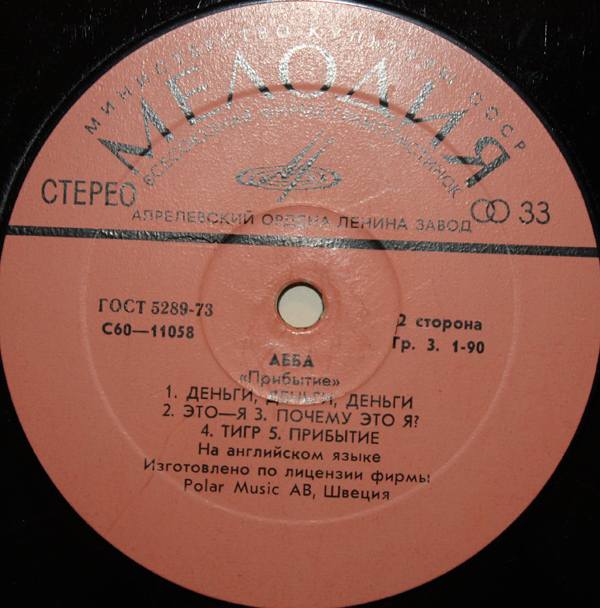 МИНИСТЕРСТВО КУЛЬТУРЫ СССР
МЕЛОДИЯ
ВСЕСОЮЗНАЯ ФИРМА ГРАМПЛАСТИНОК
СТЕРЕО
33
АПРЕЛЕВСКИЙ ОРДЕНА ЛЕНИНА ЗАВОД
ГОСТ 5289-73
С60—11058
2 сторона
Гр. 3. 1-90
АББА
«Прибытие»
1. ДЕНЬГИ, ДЕНЬГИ, ДЕНЬГИ
2. ЭТО—Я 3. ПОЧЕМУ ЭТО Я?
4. ТИГР 5. ПРИБЫТИЕ
На английском языке
Изготовлено по лицензии фирмы
Polar Music AB, Швеция